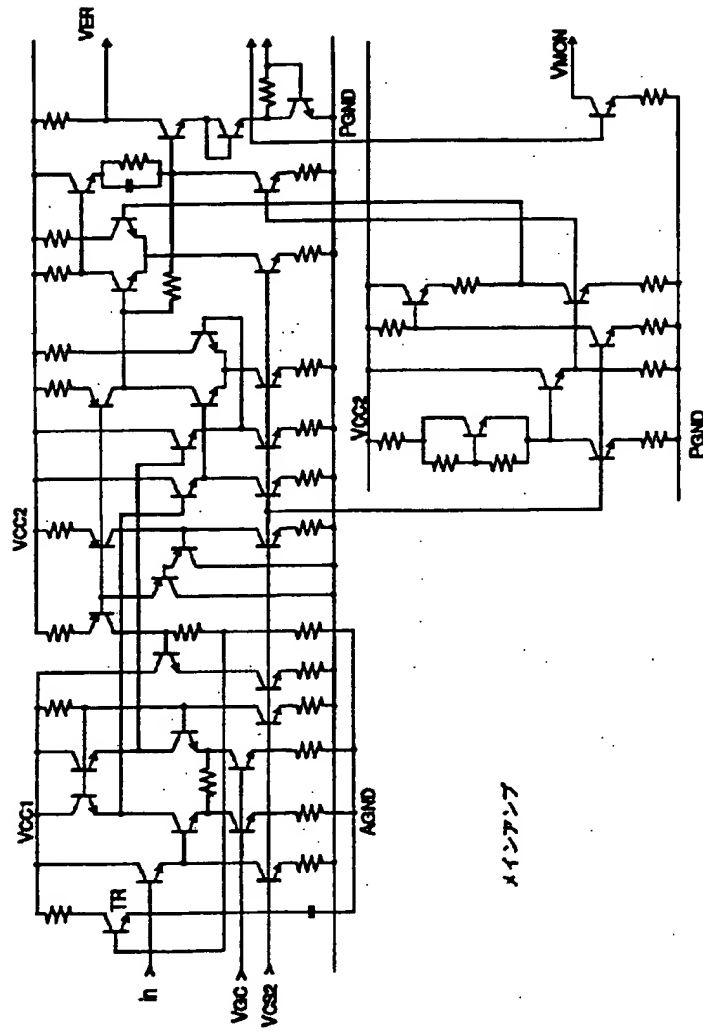 VCC1
VCC2
VER
TR
in
VGC
VCS2
AGND
PGND
VCC2
VMON
PGND
メインアンプ